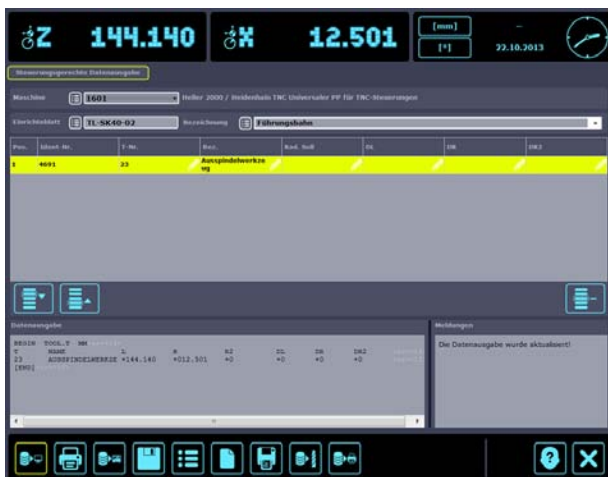 Z 144.140 X 12.501 [mm] –
[°] 22.10.2013
Steuerungsgerechte Datenausgabe
Maschine 1601 Heller 2000 / Heidenhain TNC Universaler PP für TNC-Steuerungen
Einrichteblatt TL-SK40-02 Bezeichnung Führungsbahn
Pos. Ident-Nr. T-Nr. Bez. Rad. Soll DL DR DR2
1 4601 23 Ausspindelwerkze
ug
Datenausgabe Meldungen
BEGIN TOOL.T MM
T NAME L R R2 DL DR DR2
23 AUSSPINDELWERKZE +144.140 +012.501 +0 +0 +0 +0
[END]
Die Datenausgabe wurde aktualisiert!